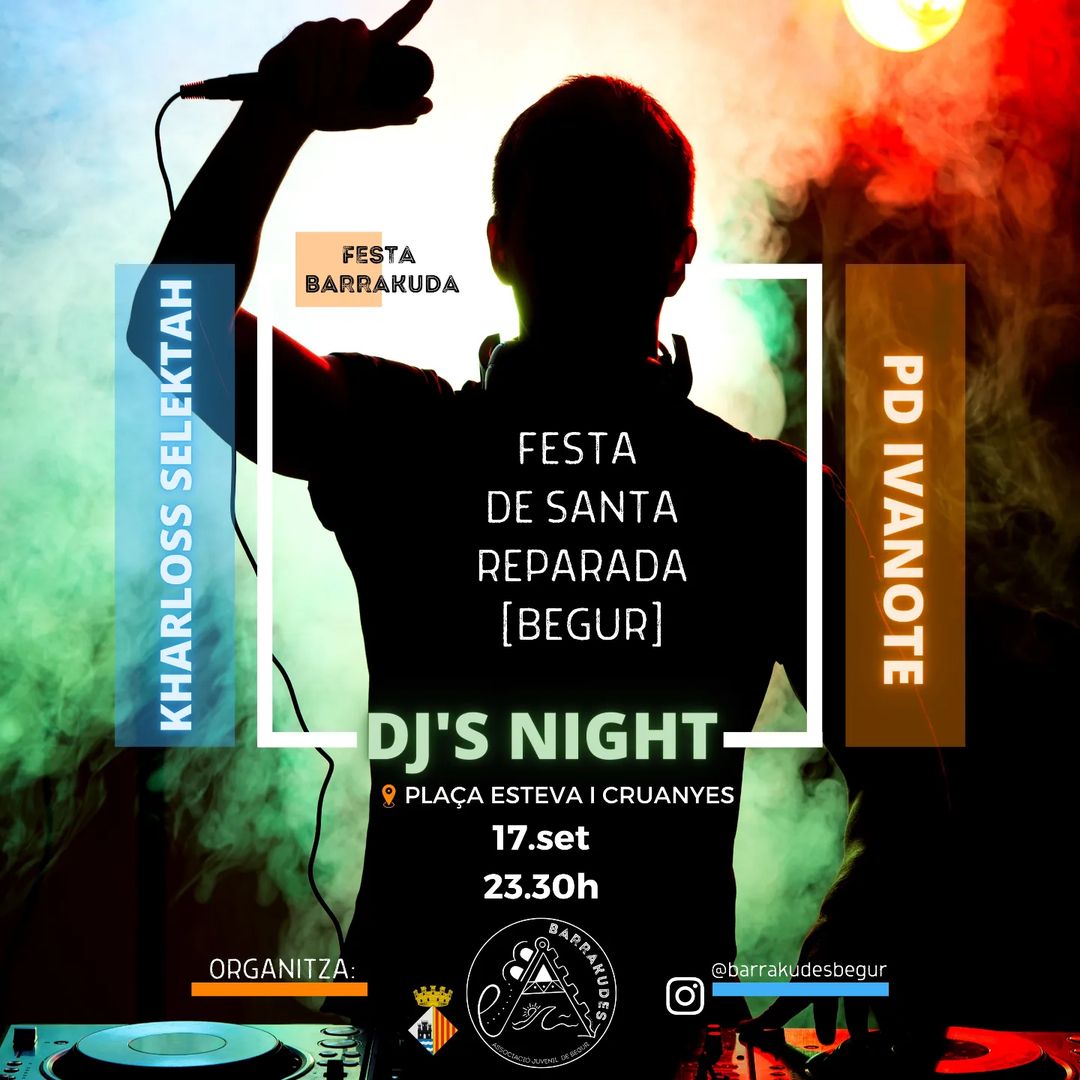 FESTA
BARRAKUDA
KHARLOSS SELEKTAH
PD IVANOTE
FESTA
DE SANTA
REPARADA
[BEGUR]
DJ'S NIGHT
PLAÇA ESTEVA I CRUANYES
17.set
23.30h
ORGANITZA:
BARRAKUDES
ASSOCIACIÓ JUVENIL DE BEGUR
@barrakudesbegur